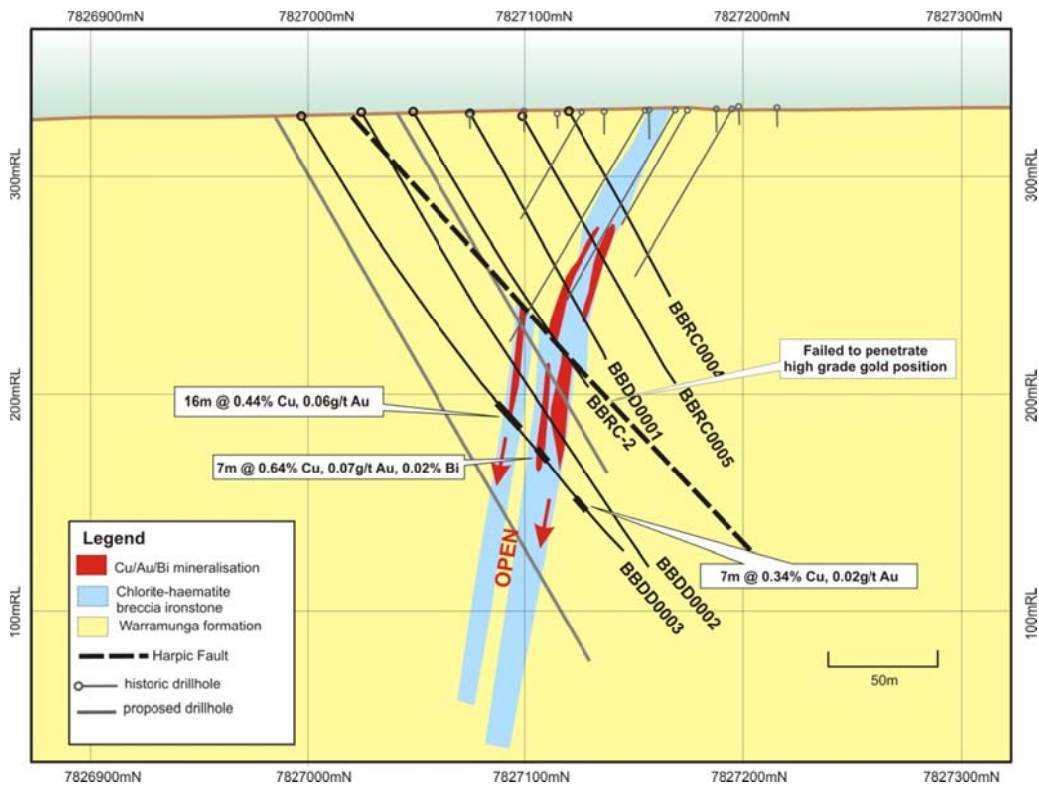 7826900mN
7827000mN
7827100mN
7827200mN
7827300mN
300mRL
300mRL
BBRC0004
Failed to penetrate
high grade gold position
BBDD0001
200mRL
16m @ 0.44% Cu, 0.06g/t Au
200mRL
BBRC-2
BBRC0005
7m @ 0.64% Cu, 0.07g/t Au, 0.02% Bi
Legend
Cu/Au/Bi mineralisation
Chlorite-haematite
breccia ironstone
Warramunga formation
Harpic Fault
historic drillhole
proposed drillhole
OPEN
7m @ 0.34% Cu, 0.02g/t Au
BBDD0002
BBDD0003
100mRL
100mRL
50m
7826900mN
7827000mN
7827100mN
7827200mN
7827300mN